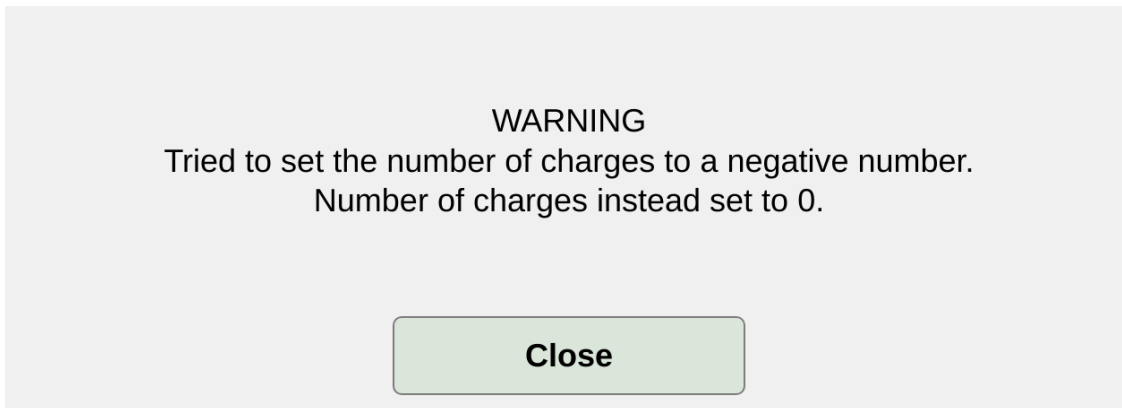 WARNING
Tried to set the number of charges to a negative number.
Number of charges instead set to 0.
Close